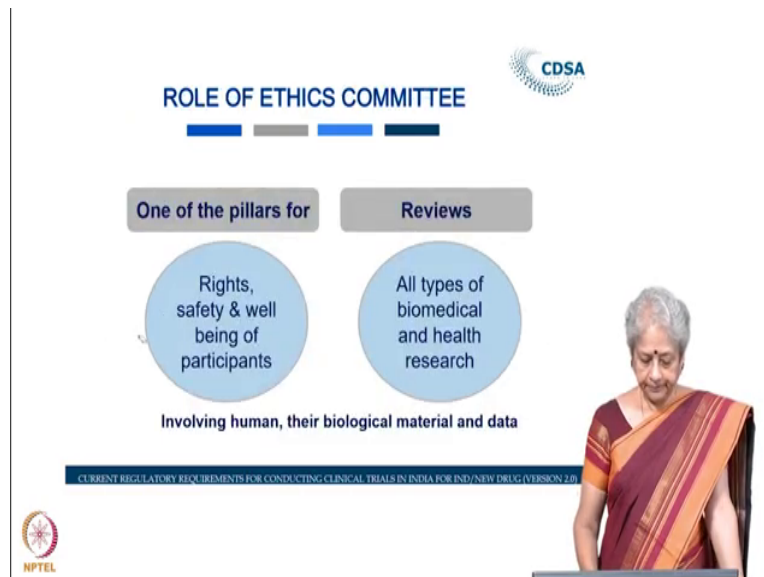 CDSA
ROLE OF ETHICS COMMITTEE
One of the pillars for
Reviews
Rights,
safety & well
being of
participants
All types of
biomedical
and health
research
Involving human, their biological material and data
CURRENT REGULATORY REQUIREMENTS FOR CONDUCTING CLINICAL TRIALS IN INDIA FOR IND/NEW DRUG (VERSION 2.0)
NPTEL